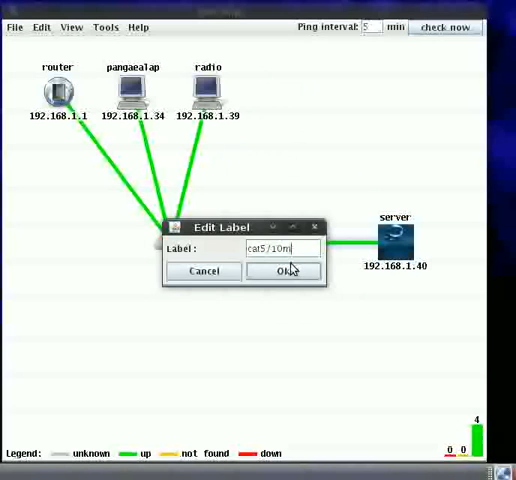 File Edit View Tools Help Ping interval: 5 min check now
router pangaealap radio
192.168.1.1 192.168.1.34 192.168.1.39
Edit Label
Label: cat5/10m
Cancel Ok
server
192.168.1.40
4
0 0
Legend: unknown up not found down